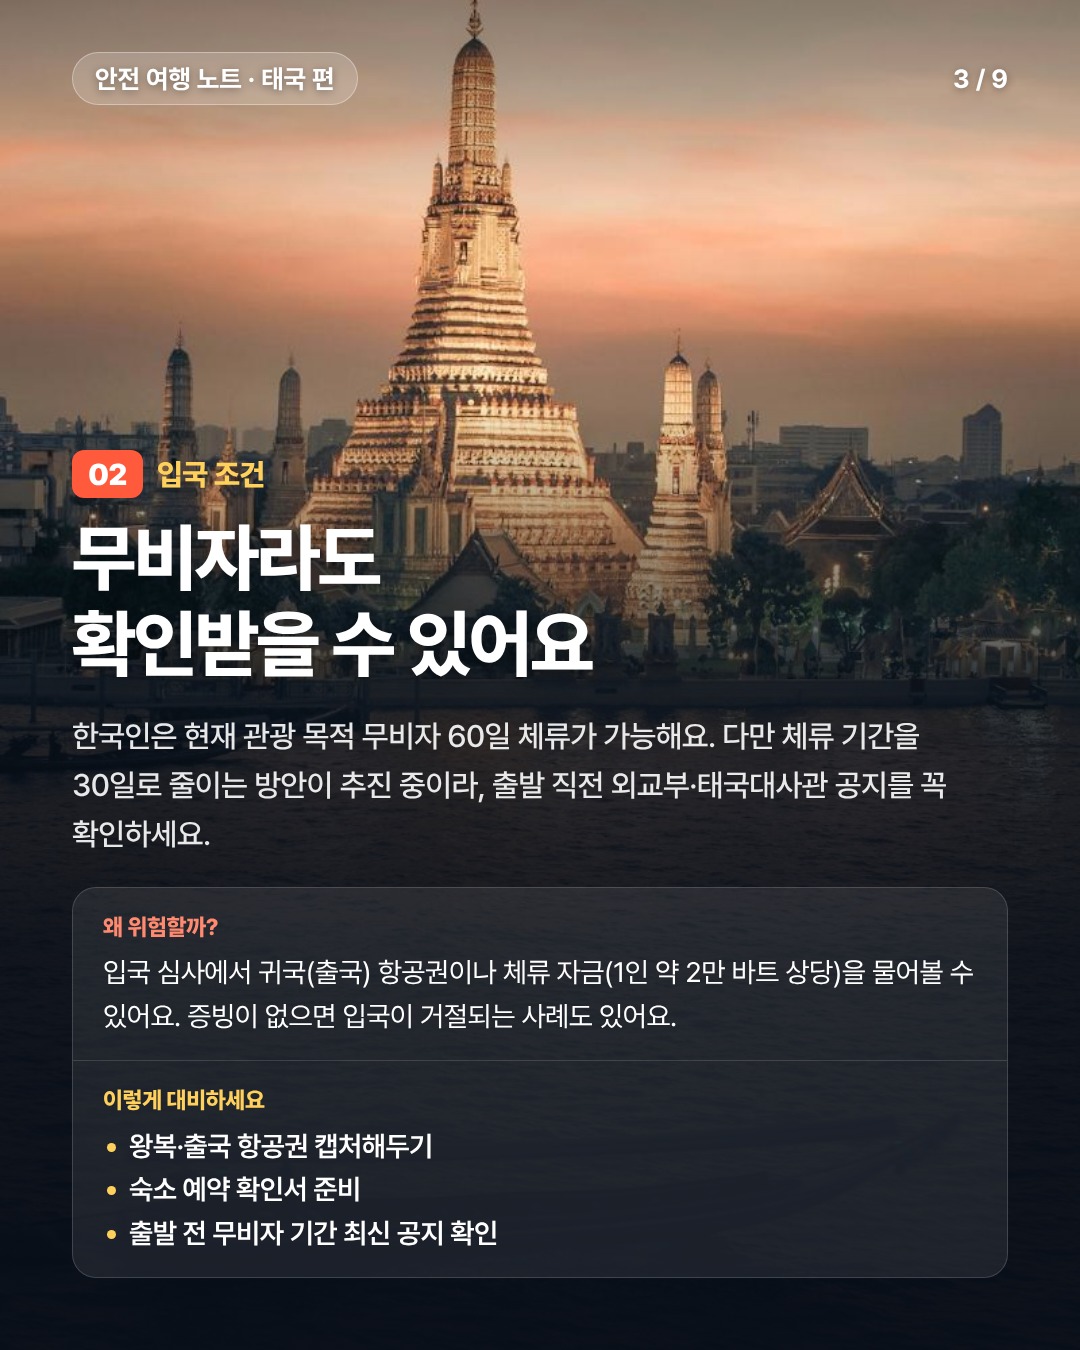 안전 여행 노트 · 태국 편
3 / 9
02 입국 조건
무비자라도
확인받을 수 있어요
한국인은 현재 관광 목적 무비자 60일 체류가 가능해요. 다만 체류 기간을
30일로 줄이는 방안이 추진 중이라, 출발 직전 외교부·태국대사관 공지를 꼭
확인하세요.
왜 위험할까?
입국 심사에서 귀국(출국) 항공권이나 체류 자금(1인 약 2만 바트 상당)을 물어볼 수
있어요. 증빙이 없으면 입국이 거절되는 사례도 있어요.
이렇게 대비하세요
• 왕복·출국 항공권 캡처해두기
• 숙소 예약 확인서 준비
• 출발 전 무비자 기간 최신 공지 확인